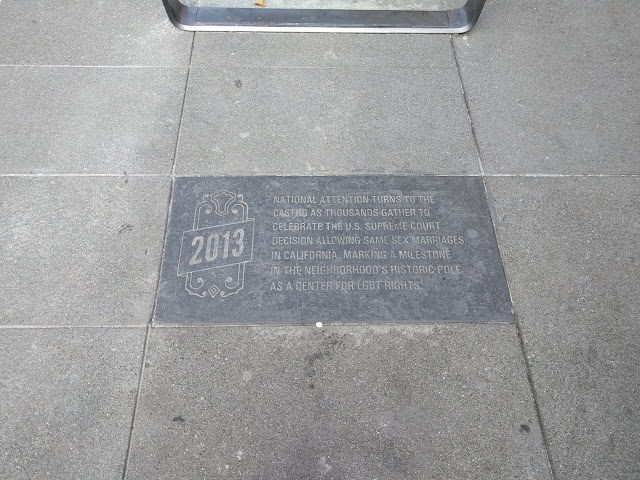 2013
NATIONAL ATTENTION TURNS TO THE
CASTRO AS THOUSANDS GATHER TO
CELEBRATE THE U.S. SUPREME COURT
DECISION ALLOWING SAME SEX MARRIAGES
IN CALIFORNIA, MARKING A MILESTONE
IN THE NEIGHBORHOOD'S HISTORIC POLE
AS A CENTER FOR LGBT RIGHTS.